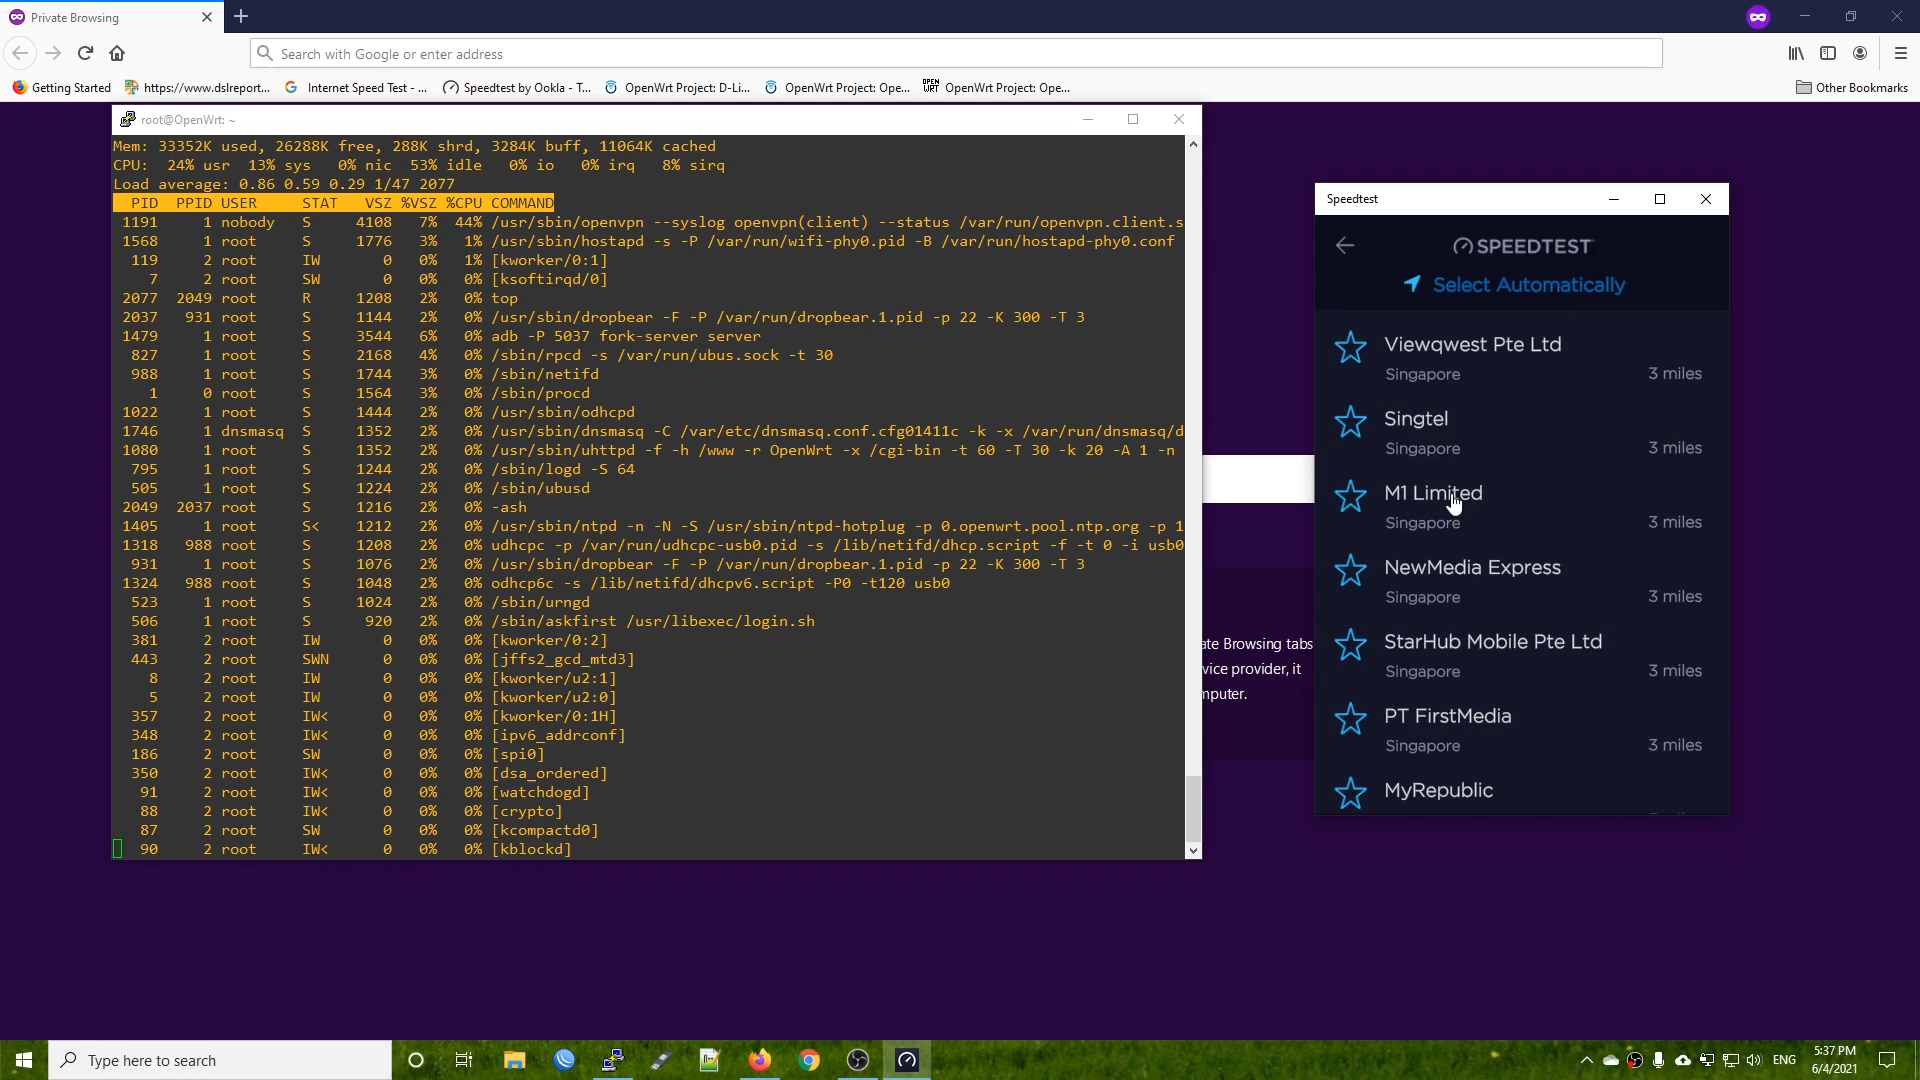 Private Browsing
Search with Google or enter address
Getting Started
https://www.dslreport...
Internet Speed Test - ...
Speedtest by Ookla - T...
OpenWrt Project: D-Li...
OpenWrt Project: Ope...
OPEN
WRT
OpenWrt Project: Ope...
Other Bookmarks
root@OpenWrt: ~
Mem: 33352K used, 26288K free, 288K shrd, 3284K buff, 11064K cached
CPU:  24% usr  13% sys   0% nic  53% idle   0% io   0% irq   8% sirq
Load average: 0.86 0.59 0.29 1/47 2077
PID  PPID USER     STAT   VSZ %VSZ %CPU COMMAND
1191     1 nobody   S     4108   7%  44% /usr/sbin/openvpn --syslog openvpn(client) --status /var/run/openvpn.client.s
1568     1 root     S     1776   3%   1% /usr/sbin/hostapd -s -P /var/run/wifi-phy0.pid -B /var/run/hostapd-phy0.conf
119     2 root     IW       0   0%   1% [kworker/0:1]
7     2 root     SW       0   0%   0% [ksoftirqd/0]
2077  2049 root     R     1208   2%   0% top
2037   931 root     S     1144   2%   0% /usr/sbin/dropbear -F -P /var/run/dropbear.1.pid -p 22 -K 300 -T 3
1479     1 root     S     3544   6%   0% adb -P 5037 fork-server server
827     1 root     S     2168   4%   0% /sbin/rpcd -s /var/run/ubus.sock -t 30
988     1 root     S     1744   3%   0% /sbin/netifd
1     0 root     S     1564   3%   0% /sbin/procd
1022     1 root     S     1444   2%   0% /usr/sbin/odhcpd
1746     1 dnsmasq  S     1352   2%   0% /usr/sbin/dnsmasq -C /var/etc/dnsmasq.conf.cfg01411c -k -x /var/run/dnsmasq/d
1080     1 root     S     1352   2%   0% /usr/sbin/uhttpd -f -h /www -r OpenWrt -x /cgi-bin -t 60 -T 30 -k 20 -A 1 -n
795     1 root     S     1244   2%   0% /sbin/logd -S 64
505     1 root     S     1224   2%   0% /sbin/ubusd
2049  2037 root     S     1216   2%   0% -ash
1405     1 root     S<    1212   2%   0% /usr/sbin/ntpd -n -N -S /usr/sbin/ntpd-hotplug -p 0.openwrt.pool.ntp.org -p 1
1318   988 root     S     1208   2%   0% udhcpc -p /var/run/udhcpc-usb0.pid -s /lib/netifd/dhcp.script -f -t 0 -i usb0
931     1 root     S     1076   2%   0% /usr/sbin/dropbear -F -P /var/run/dropbear.1.pid -p 22 -K 300 -T 3
1324   988 root     S     1048   2%   0% odhcp6c -s /lib/netifd/dhcpv6.script -P0 -t120 usb0
523     1 root     S     1024   2%   0% /sbin/urngd
506     1 root     S      920   2%   0% /sbin/askfirst /usr/libexec/login.sh
381     2 root     IW       0   0%   0% [kworker/0:2]
443     2 root     SWN      0   0%   0% [jffs2_gcd_mtd3]
8     2 root     IW       0   0%   0% [kworker/u2:1]
5     2 root     IW       0   0%   0% [kworker/u2:0]
357     2 root     IW<      0   0%   0% [kworker/0:1H]
348     2 root     IW<      0   0%   0% [ipv6_addrconf]
186     2 root     SW       0   0%   0% [spi0]
350     2 root     IW<      0   0%   0% [dsa_ordered]
91     2 root     IW<      0   0%   0% [watchdogd]
88     2 root     IW<      0   0%   0% [crypto]
87     2 root     SW       0   0%   0% [kcompactd0]
90     2 root     IW<      0   0%   0% [kblockd]
ate Browsing tabs
vice provider, it
mputer.
Speedtest
SPEEDTEST
Select Automatically
Viewqwest Pte Ltd
Singapore 3 miles
Singtel
Singapore 3 miles
M1 Limited
Singapore 3 miles
NewMedia Express
Singapore 3 miles
StarHub Mobile Pte Ltd
Singapore 3 miles
PT FirstMedia
Singapore 3 miles
MyRepublic
Type here to search
ENG
5:37 PM
6/4/2021